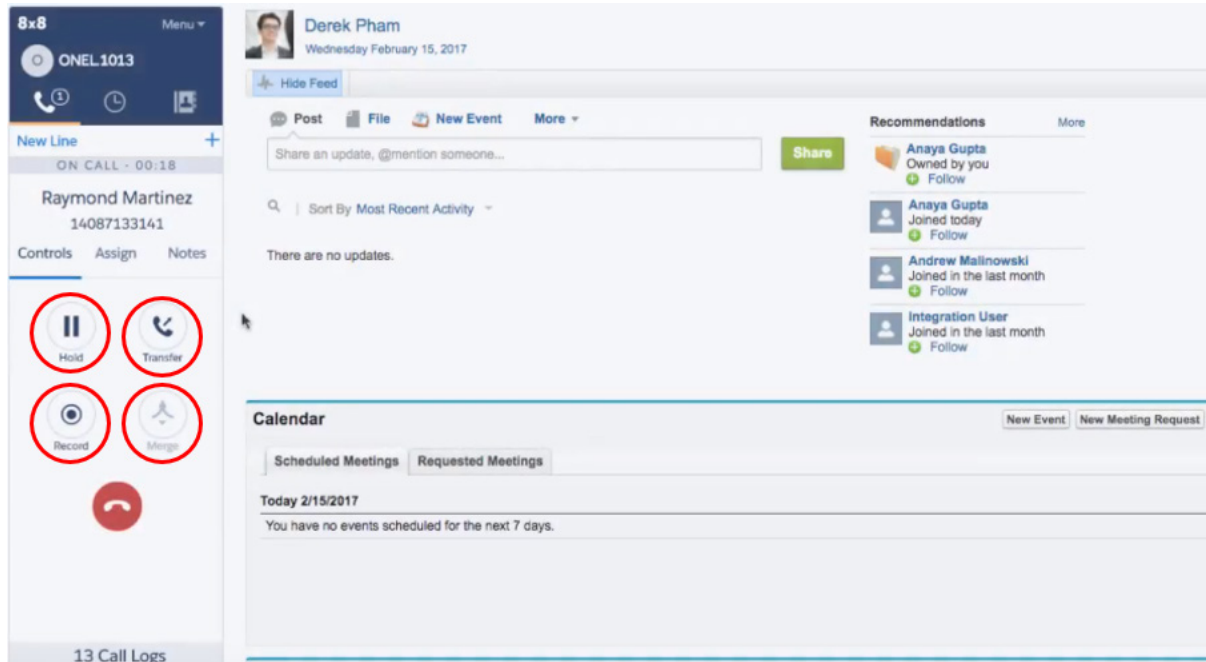 8x8 Menu
O ONEL1013
1
New Line +
ON CALL - 00:18
Raymond Martinez
14087133141
Controls Assign Notes
Hold Transfer
Record Merge
13 Call Logs
Derek Pham
Wednesday February 15, 2017
Hide Feed
Post File New Event More
Share an update, @mention someone... Share
Sort By Most Recent Activity
There are no updates.
Recommendations More
Anaya Gupta
Owned by you
Follow
Anaya Gupta
Joined today
Follow
Andrew Malinowski
Joined in the last month
Follow
Integration User
Joined in the last month
Follow
Calendar New Event New Meeting Request
Scheduled Meetings Requested Meetings
Today 2/15/2017
You have no events scheduled for the next 7 days.